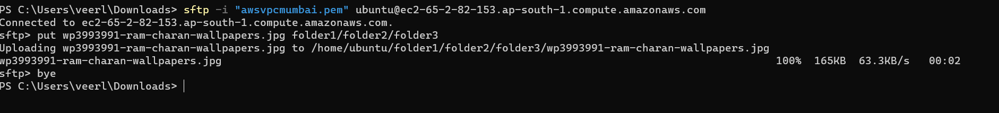 PS C:\Users\veerl\Downloads> sftp -i "awsvpcmumbai.pem" ubuntu@ec2-65-2-82-153.ap-south-1.compute.amazonaws.com
Connected to ec2-65-2-82-153.ap-south-1.compute.amazonaws.com.
sftp> put wp3993991-ram-charan-wallpapers.jpg folder1/folder2/folder3
Uploading wp3993991-ram-charan-wallpapers.jpg to /home/ubuntu/folder1/folder2/folder3/wp3993991-ram-charan-wallpapers.jpg
wp3993991-ram-charan-wallpapers.jpg 100% 165KB 63.3KB/s 00:02
sftp> bye
PS C:\Users\veerl\Downloads>